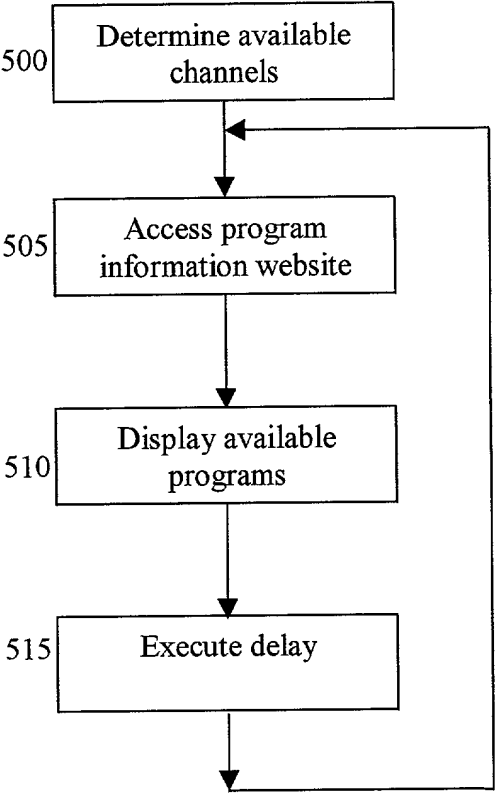 500
Determine available
channels
505
Access program
information website
510
Display available
programs
515
Execute delay